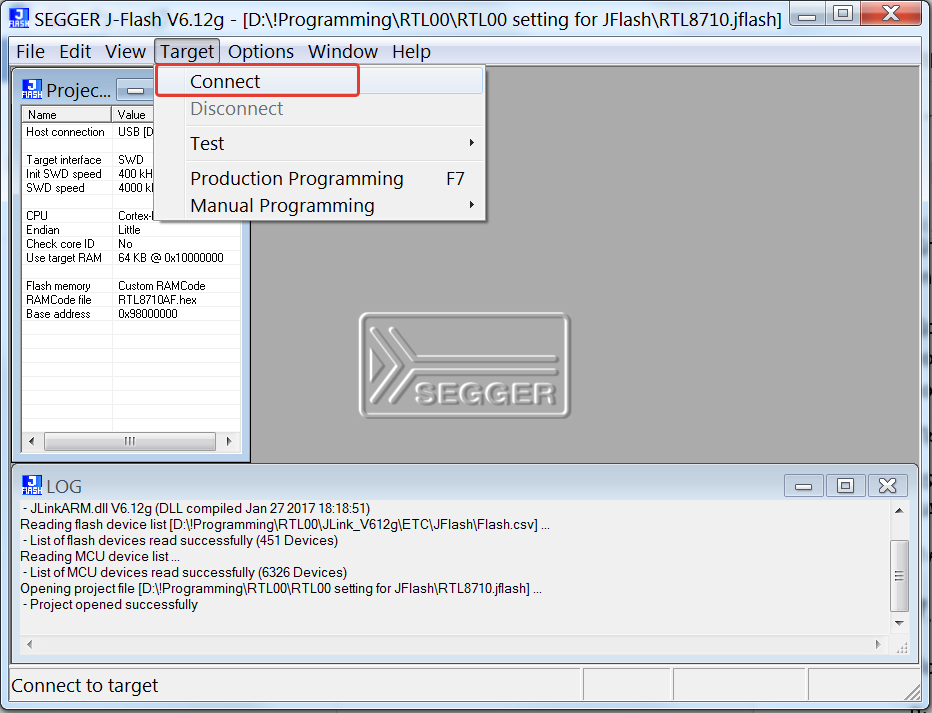 SEGGER J-Flash V6.12g - [D:\!Programming\RTL00\RTL00 setting for JFlash\RTL8710.jflash]
File Edit View Target Options Window Help
Projec...
Connect
Disconnect
Test
Production Programming F7
Manual Programming
Name Value
Host connection USB [D
Target interface SWD
Init SWD speed 400 kH
SWD speed 4000 k
CPU Cortex-
Endian Little
Check core ID No
Use target RAM 64 KB @ 0x10000000
Flash memory Custom RAMCode
RAMCode file RTL8710AF.hex
Base address 0x98000000
SEGGER
LOG
- JLinkARM.dll V6.12g (DLL compiled Jan 27 2017 18:18:51)
Reading flash device list [D:\!Programming\RTL00\JLink_V612g\ETC\JFlash\Flash.csv] ...
- List of flash devices read successfully (451 Devices)
Reading MCU device list ...
- List of MCU devices read successfully (6326 Devices)
Opening project file [D:\!Programming\RTL00\RTL00 setting for JFlash\RTL8710.jflash] ...
- Project opened successfully
Connect to target